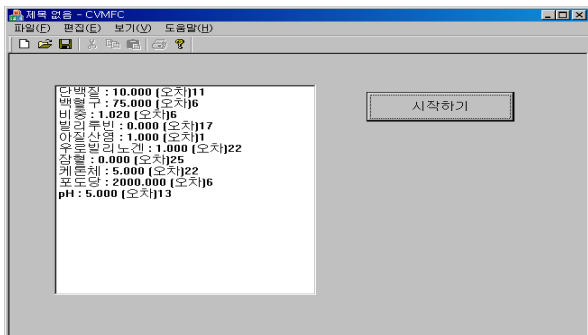 제목 없음 - CVMFC
파일(F) 편집(E) 보기(V) 도움말(H)
단백질 : 10.000 (오차)11
백혈구 : 75.000 (오차)6
비중 : 1.020 (오차)6
빌리루빈 : 0.000 (오차)17
아질산염 : 1.000 (오차)1
우로빌리노겐 : 1.000 (오차)22
잠혈 : 0.000 (오차)25
케톤체 : 5.000 (오차)22
포도당 : 2000.000 (오차)6
pH : 5.000 (오차)13
시작하기